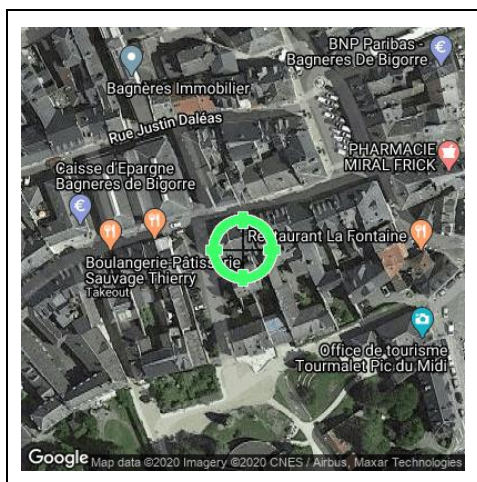 BNP Paribas -
Bagneres De Bigorre
Bagnères Immobilier
Rue Justin Daléas
PHARMACIE
MIRAL FRICK
Caisse d'Epargne
Bagneres de Bigorre
Restaurant La Fontaine
Boulangerie-Pâtisserie
Sauvage Thierry
Takeout
Office de tourisme
Tourmalet Pic du Midi
Google Map data ©2020 Imagery ©2020 CNES / Airbus, Maxar Technologies